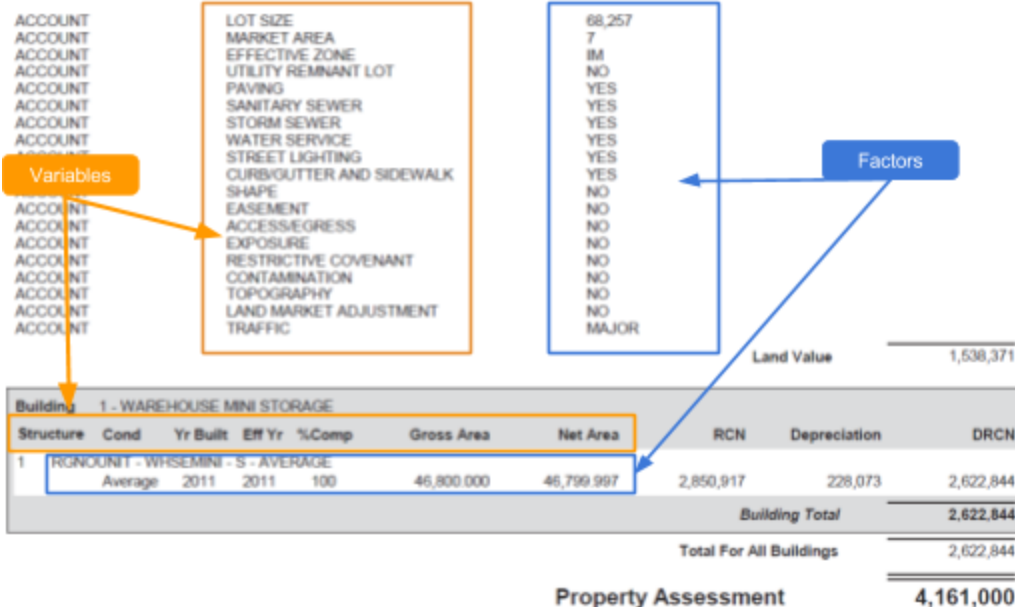 ACCOUNT LOT SIZE 68,257
ACCOUNT MARKET AREA 7
ACCOUNT EFFECTIVE ZONE IM
ACCOUNT UTILITY REMNANT LOT NO
ACCOUNT PAVING YES
ACCOUNT SANITARY SEWER YES
ACCOUNT STORM SEWER YES
ACCOUNT WATER SERVICE YES
STREET LIGHTING YES
Variables CURB/GUTTER AND SIDEWALK YES Factors
SHAPE NO
ACCOUNT EASEMENT NO
ACCOUNT ACCESS/EGRESS NO
ACCOUNT EXPOSURE NO
ACCOUNT RESTRICTIVE COVENANT NO
ACCOUNT CONTAMINATION NO
ACCOUNT TOPOGRAPHY NO
ACCOUNT LAND MARKET ADJUSTMENT NO
ACCOUNT TRAFFIC MAJOR
Land Value 1,538,371
Building 1 - WAREHOUSE MINI STORAGE
Structure Cond Yr Built Eff Yr %Comp Gross Area Net Area RCN Depreciation DRCN
1 RGNOUNIT - WHSEMINI - S - AVERAGE
Average 2011 2011 100 46,800.000 46,799.997 2,850,917 228,073 2,622,844
Building Total 2,622,844
Total For All Buildings 2,622,844
Property Assessment 4,161,000